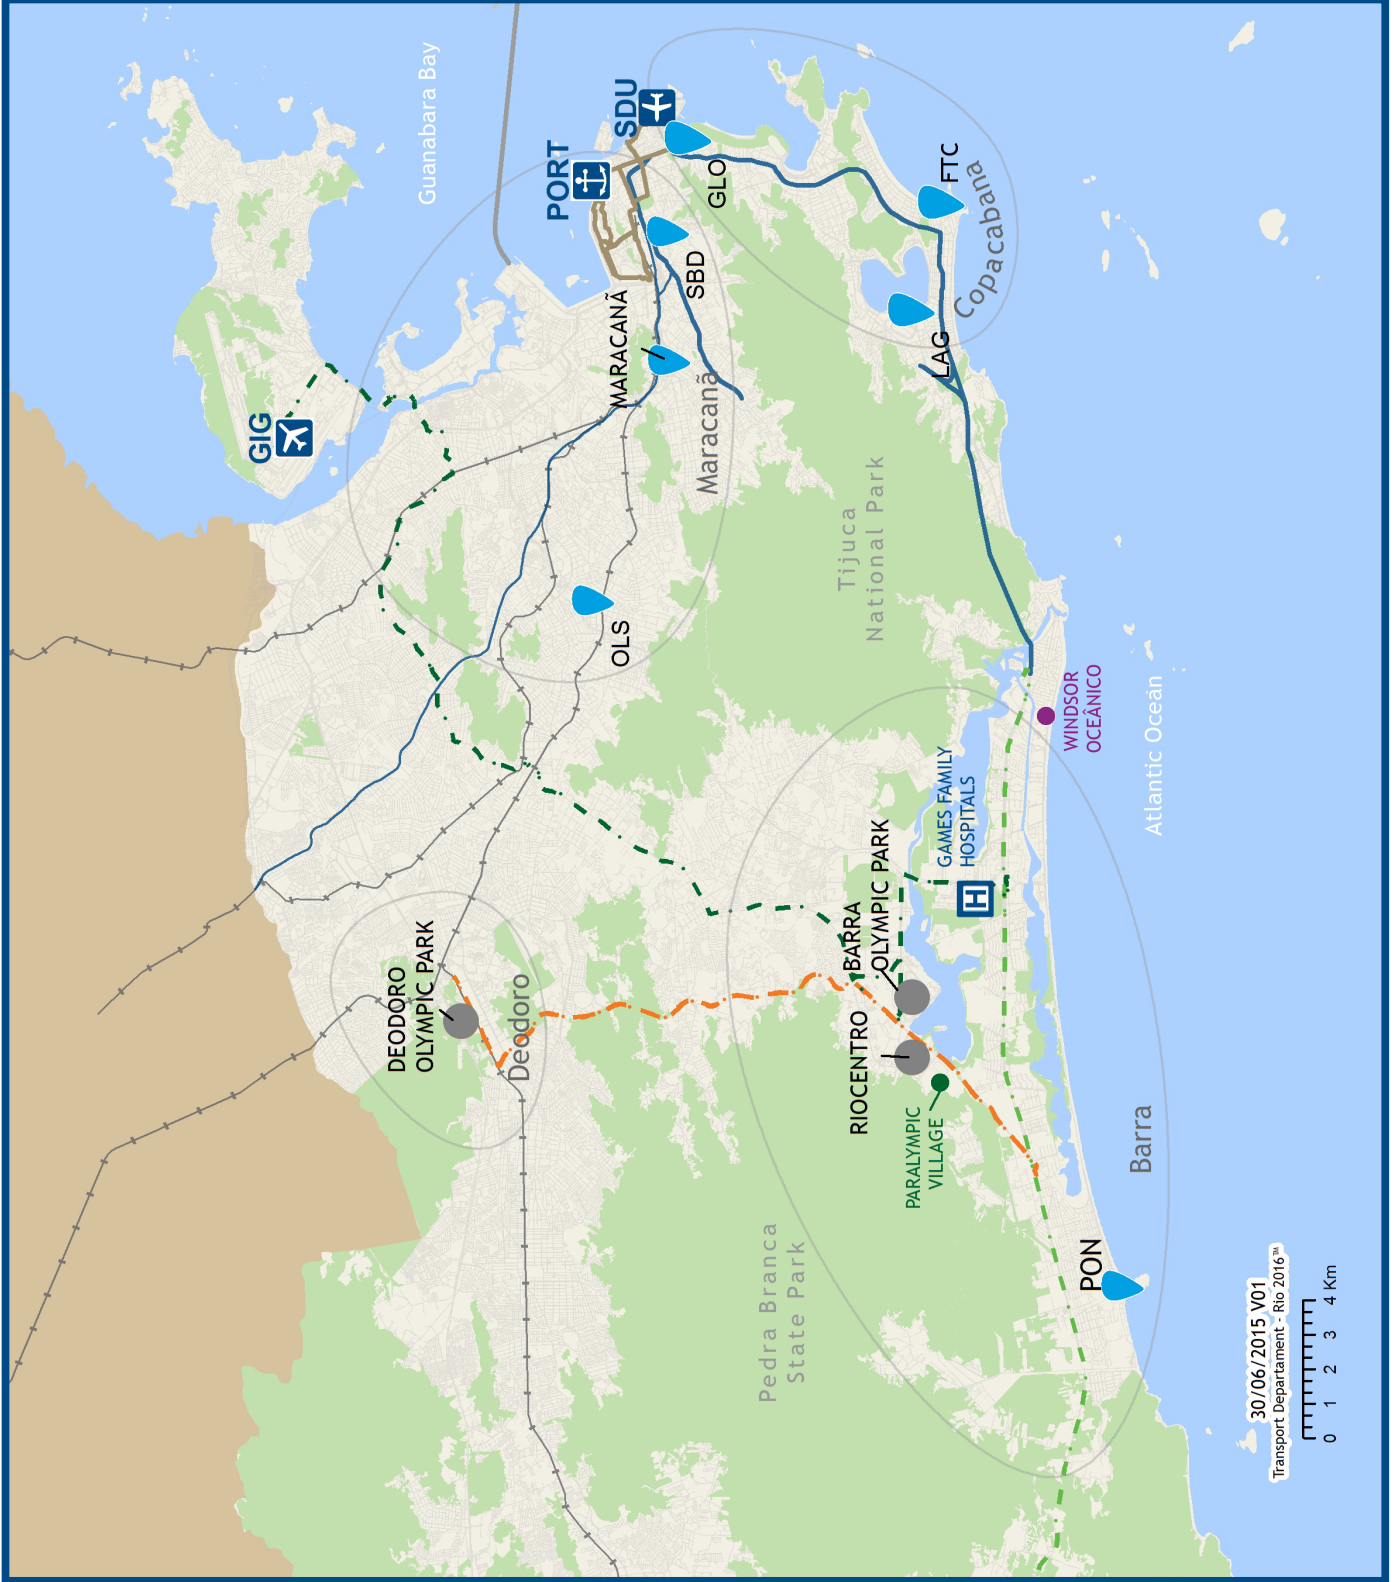 Guanabara Bay
GIG
PORT
SDU
GLO
SBD
MARACANÃ
Maracanã
FTC
Copacabana
LAG
OLS
Tijuca
National Park
DEODORO
OLYMPIC PARK
Deodoro
WINDSOR
OCEÂNICO
GAMES FAMILY
HOSPITALS
H
BARRA
OLYMPIC PARK
RIOCENTRO
PARALYMPIC
VILLAGE
Atlantic Oceán
Barra
PON
Pedra Branca
State Park
30/06/2015 V01
Transport Departament - Rio 2016™
0 1 2 3 4 Km